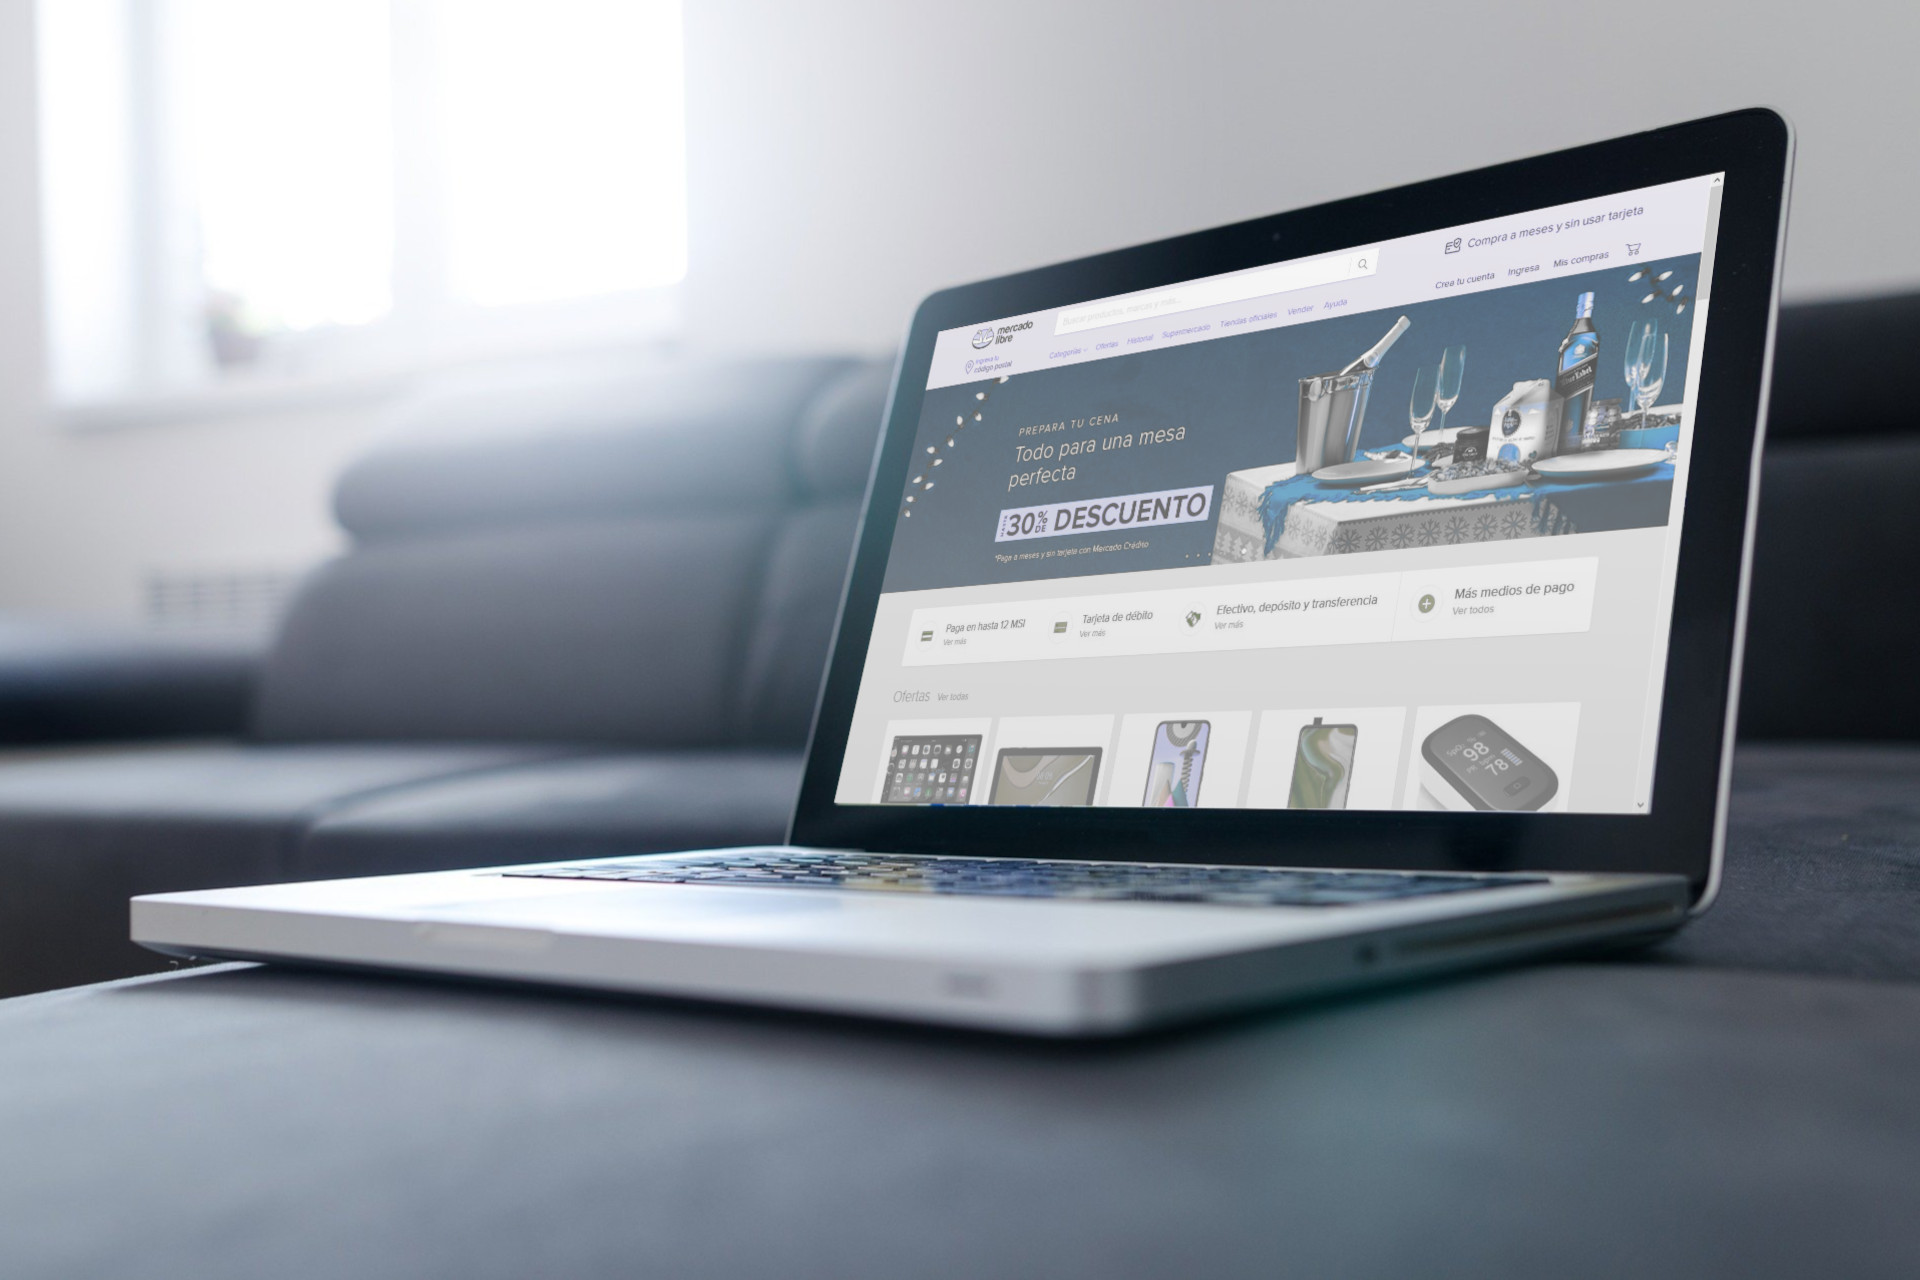 Compra a meses y sin usar tarjeta
mercado
libre
Buscar productos, marcas y más...
Ingresa tu
código postal
Categorías
Ofertas
Historial
Supermercado
Tiendas oficiales
Vender
Ayuda
Crea tu cuenta
Ingresa
Mis compras
PREPARA TU CENA
Todo para una mesa
perfecta
HASTA 30% DE DESCUENTO
*Paga a meses y sin tarjeta con Mercado Crédito
Label
Paga en hasta 12 MSI
Ver más
Tarjeta de débito
Ver más
Efectivo, depósito y transferencia
Ver más
Más medios de pago
Ver todos
Ofertas Ver todas
SpO₂
98
78